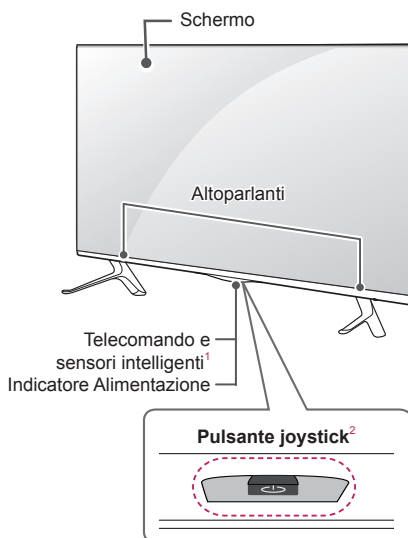 Schermo
Altoparlanti
Telecomando e
sensori intelligenti1
Indicatore Alimentazione
Pulsante joystick2